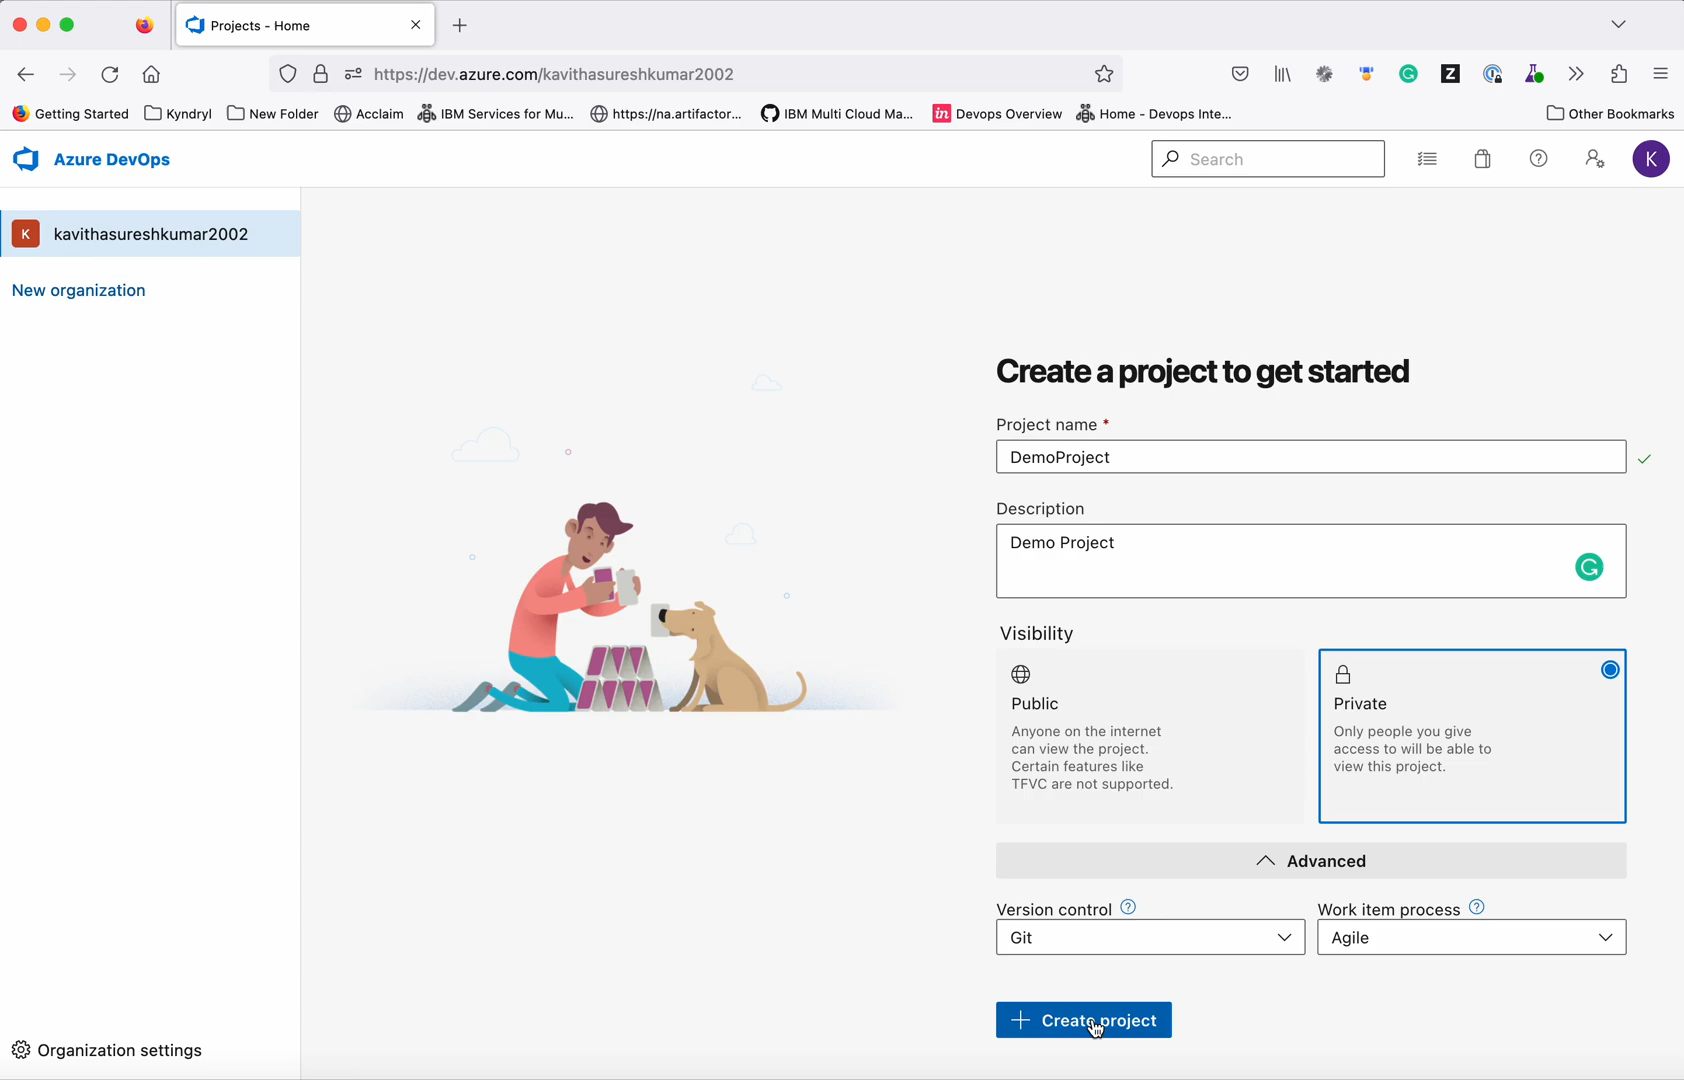 Projects - Home
https://dev.azure.com/kavithasureshkumar2002
Getting Started
Kyndryl
New Folder
Acclaim
IBM Services for Mu...
https://na.artifactor...
IBM Multi Cloud Ma...
in Devops Overview
Home - Devops Inte...
Other Bookmarks
Azure DevOps
Search
K
K kavithasureshkumar2002
New organization
Create a project to get started
Project name *
DemoProject
Description
Demo Project
Visibility
Public
Anyone on the internet
can view the project.
Certain features like
TFVC are not supported.
Private
Only people you give
access to will be able to
view this project.
Advanced
Version control
Git
Work item process
Agile
Create project
Organization settings